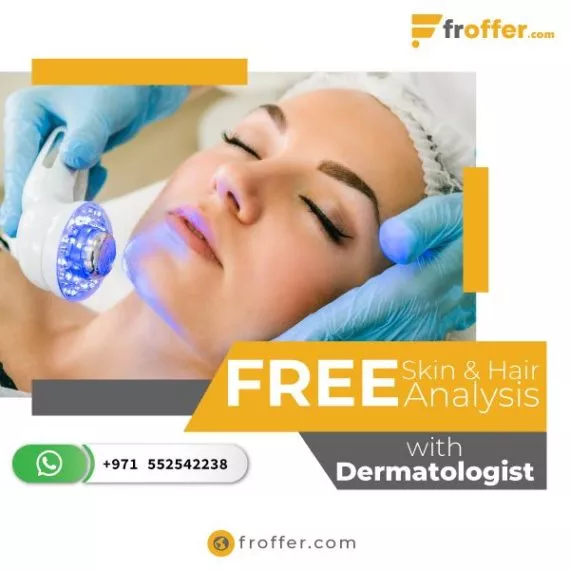 froffer.com
FREE Skin & Hair
Analysis
with
Dermatologist
+971 552542238
froffer.com